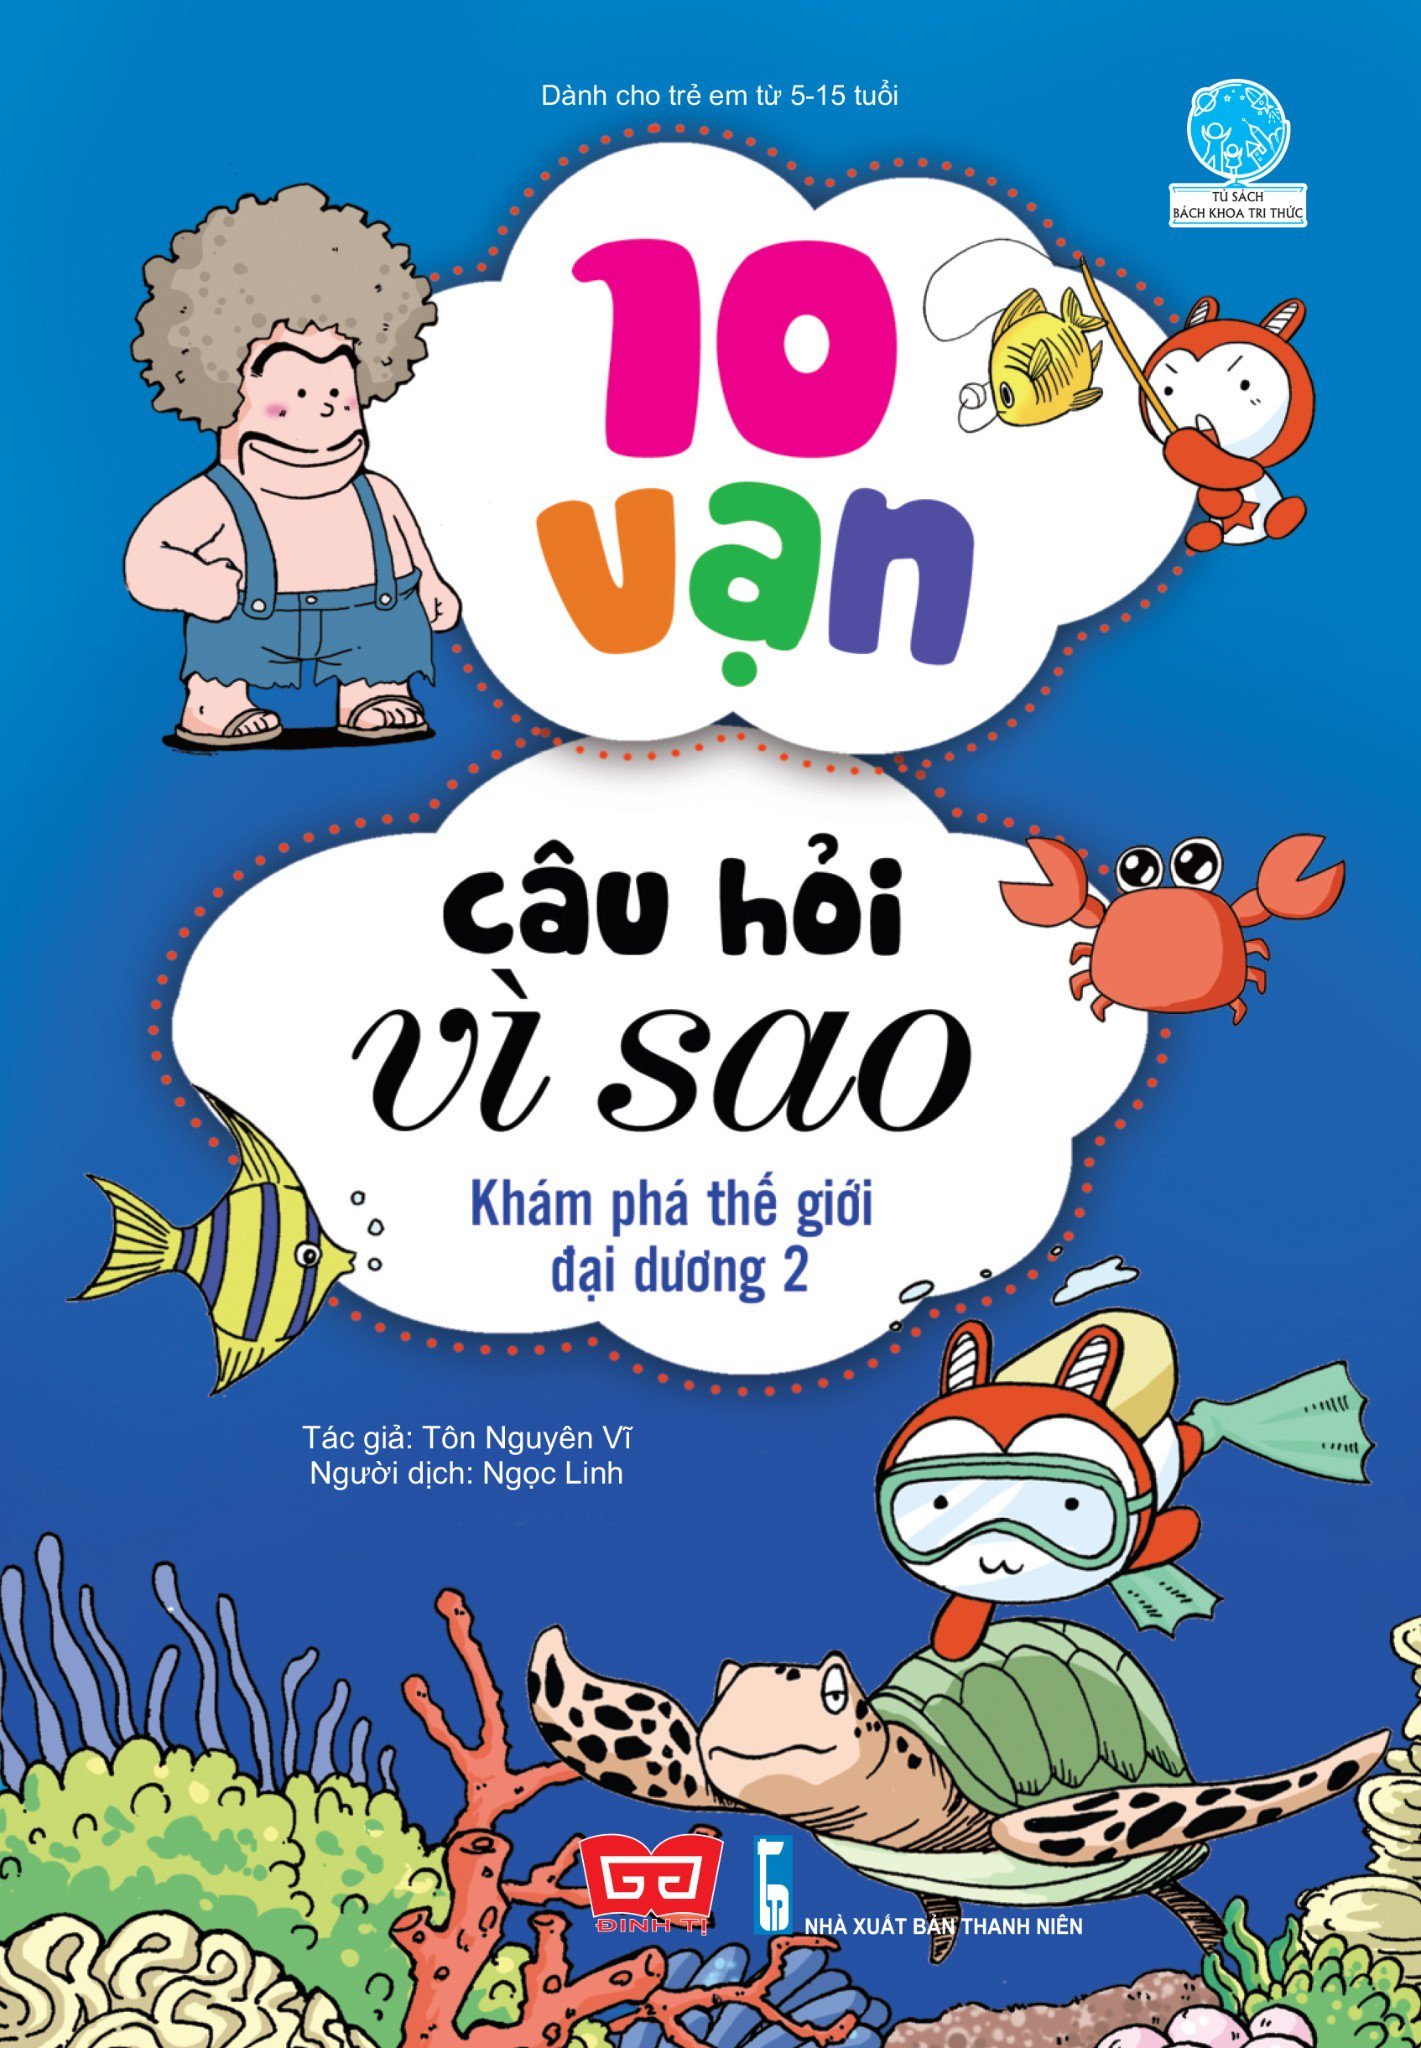 Dành cho trẻ em từ 5-15 tuổi
TỦ SÁCH
BÁCH KHOA TRI THỨC
10
vạn
câu hỏi
vì sao
Khám phá thế giới
đại dương 2
Tác giả: Tôn Nguyên Vĩ
Người dịch: Ngọc Linh
ĐINH TỊ
NHÀ XUẤT BẢN THANH NIÊN